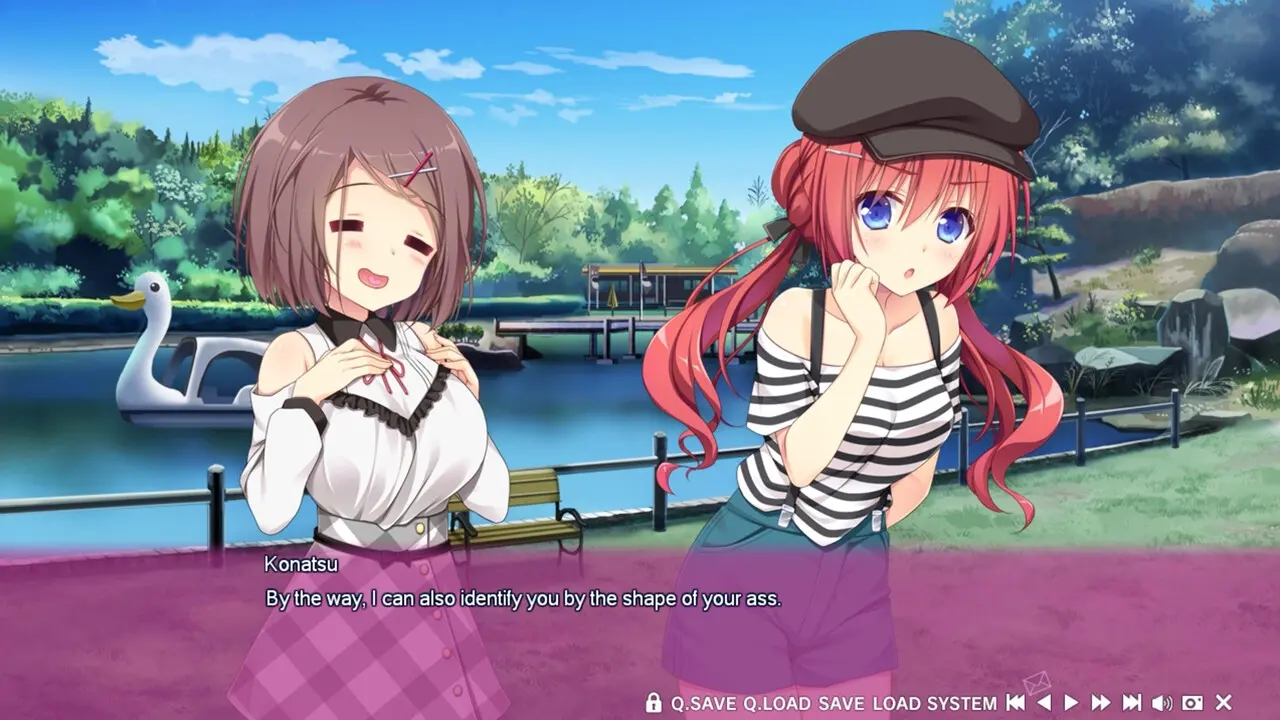 Konatsu
By the way, I can also identify you by the shape of your ass.
Q.SAVE Q.LOAD SAVE LOAD SYSTEM